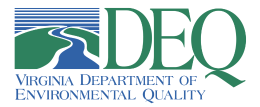 DEQ
VIRGINIA DEPARTMENT OF
ENVIRONMENTAL QUALITY